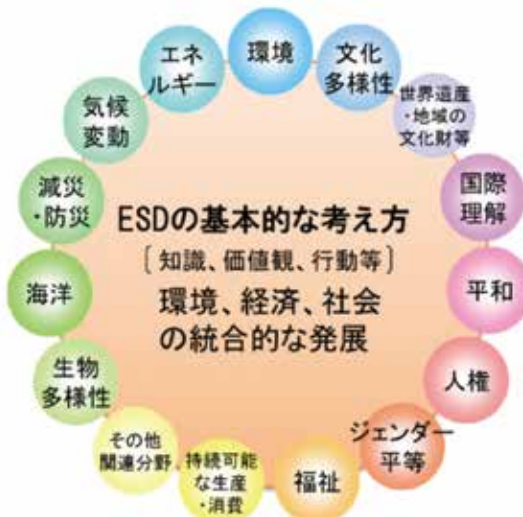 環境
文化
多様性
世界遺産
・地域の
文化財等
国際
理解
平和
人権
ジェンダー
平等
福祉
持続可能
な生産
・消費
その他
関連分野
生物
多様性
海洋
減災
・防災
気候
変動
エネ
ルギー
ESDの基本的な考え方
[知識、価値観、行動等]
環境、経済、社会
の統合的な発展